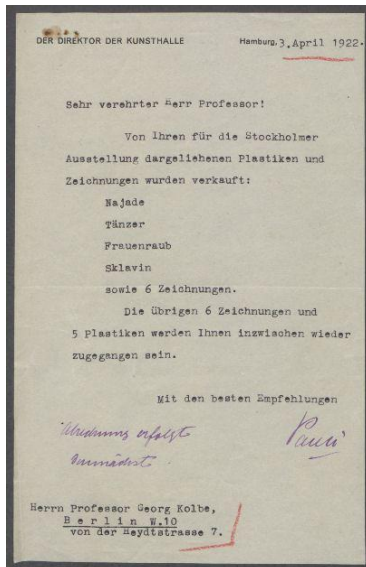 DER DIREKTOR DER KUNSTHALLE Hamburg, 3.April 1922.
Sehr verehrter Herr Professor!
Von Ihren für die Stockholmer
Ausstellung dargeliehenen Plastiken und
Zeichnungen wurden verkauft:
Najade
Tänzer
Frauenraub
Sklavin
sowie 6 Zeichnungen.
Die Übrigen 6 Zeichnungen und
5 Plastiken werden Ihnen inzwischen wieder
zugegangen sein.
Mit den besten Empfehlungen
Abrechnung erfolgt Pauli
demnächst.
Herrn Professor Georg Kolbe,
Berlin W.10
von der Heydtstrasse 7.